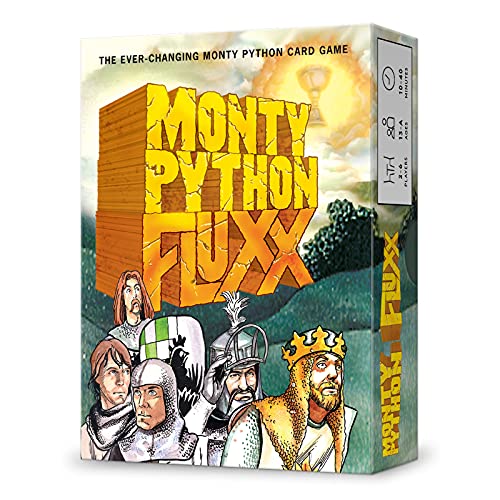 THE EVER-CHANGING MONTY PYTHON CARD GAME
MONTY
PYTHON
FLUXX
2-6
PLAYERS
13-A
AGES
10-40
MINUTES
MONTY
PYTHON
FLUXX